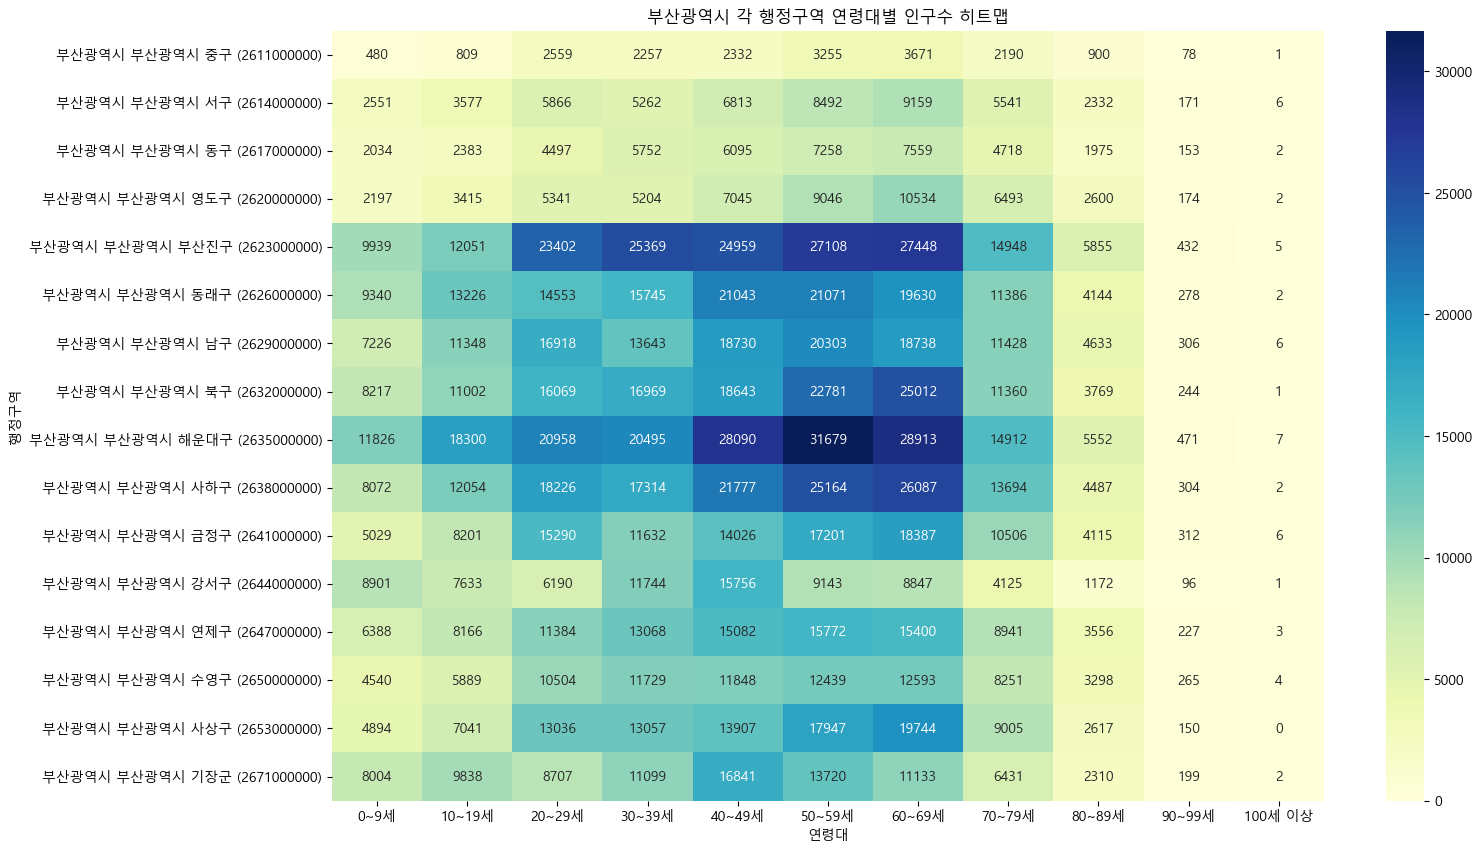 부산광역시 각 행정구역 연령대별 인구수 히트맵
행정구역
부산광역시 부산광역시 중구 (2611000000) 480 809 2559 2257 2332 3255 3671 2190 900 78 1
부산광역시 부산광역시 서구 (2614000000) 2551 3577 5866 5262 6813 8492 9159 5541 2332 171 6
부산광역시 부산광역시 동구 (2617000000) 2034 2383 4497 5752 6095 7258 7559 4718 1975 153 2
부산광역시 부산광역시 영도구 (2620000000) 2197 3415 5341 5204 7045 9046 10534 6493 2600 174 2
부산광역시 부산광역시 부산진구 (2623000000) 9939 12051 23402 25369 24959 27108 27448 14948 5855 432 5
부산광역시 부산광역시 동래구 (2626000000) 9340 13226 14553 15745 21043 21071 19630 11386 4144 278 2
부산광역시 부산광역시 남구 (2629000000) 7226 11348 16918 13643 18730 20303 18738 11428 4633 306 6
부산광역시 부산광역시 북구 (2632000000) 8217 11002 16069 16969 18643 22781 25012 11360 3769 244 1
부산광역시 부산광역시 해운대구 (2635000000) 11826 18300 20958 20495 28090 31679 28913 14912 5552 471 7
부산광역시 부산광역시 사하구 (2638000000) 8072 12054 18226 17314 21777 25164 26087 13694 4487 304 2
부산광역시 부산광역시 금정구 (2641000000) 5029 8201 15290 11632 14026 17201 18387 10506 4115 312 6
부산광역시 부산광역시 강서구 (2644000000) 8901 7633 6190 11744 15756 9143 8847 4125 1172 96 1
부산광역시 부산광역시 연제구 (2647000000) 6388 8166 11384 13068 15082 15772 15400 8941 3556 227 3
부산광역시 부산광역시 수영구 (2650000000) 4540 5889 10504 11729 11848 12439 12593 8251 3298 265 4
부산광역시 부산광역시 사상구 (2653000000) 4894 7041 13036 13057 13907 17947 19744 9005 2617 150 0
부산광역시 부산광역시 기장군 (2671000000) 8004 9838 8707 11099 16841 13720 11133 6431 2310 199 2
0~9세 10~19세 20~29세 30~39세 40~49세 50~59세 60~69세 70~79세 80~89세 90~99세 100세 이상
연령대
30000
25000
20000
15000
10000
5000
0